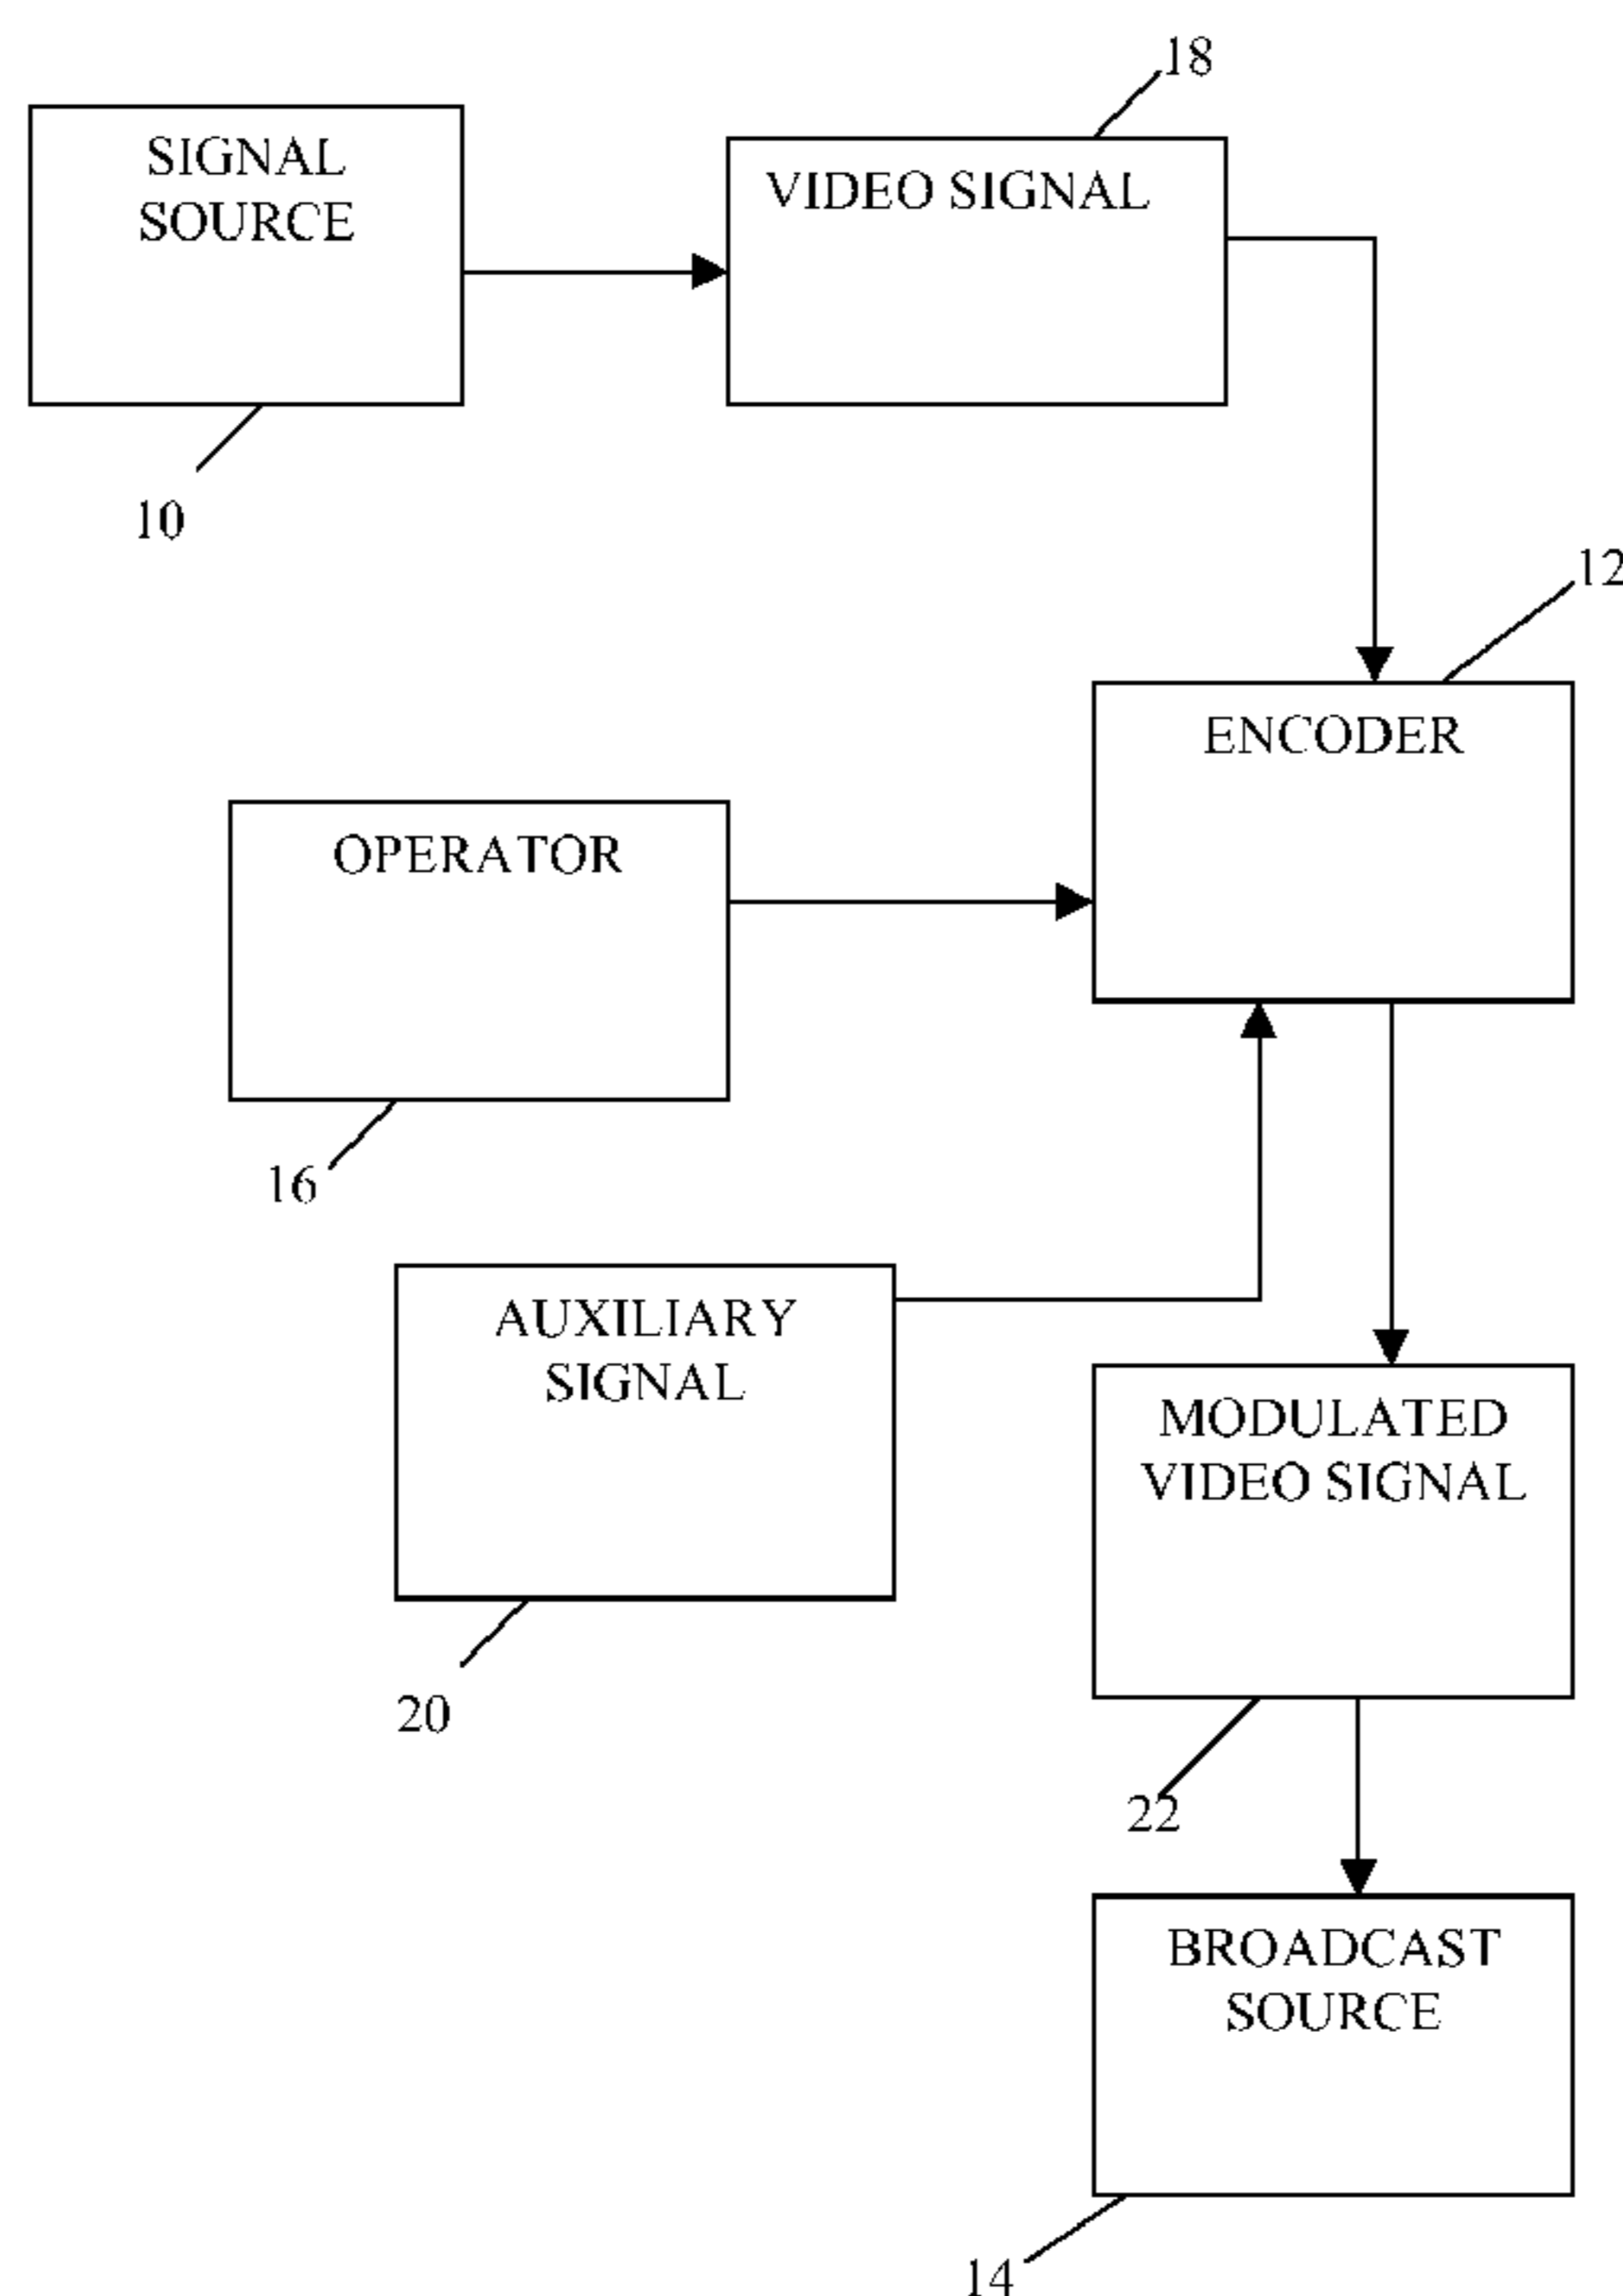 18
SIGNAL
SOURCE
VIDEO SIGNAL
10
12
ENCODER
OPERATOR
16
AUXILIARY
SIGNAL
MODULATED
VIDEO SIGNAL
20
22
BROADCAST
SOURCE
14